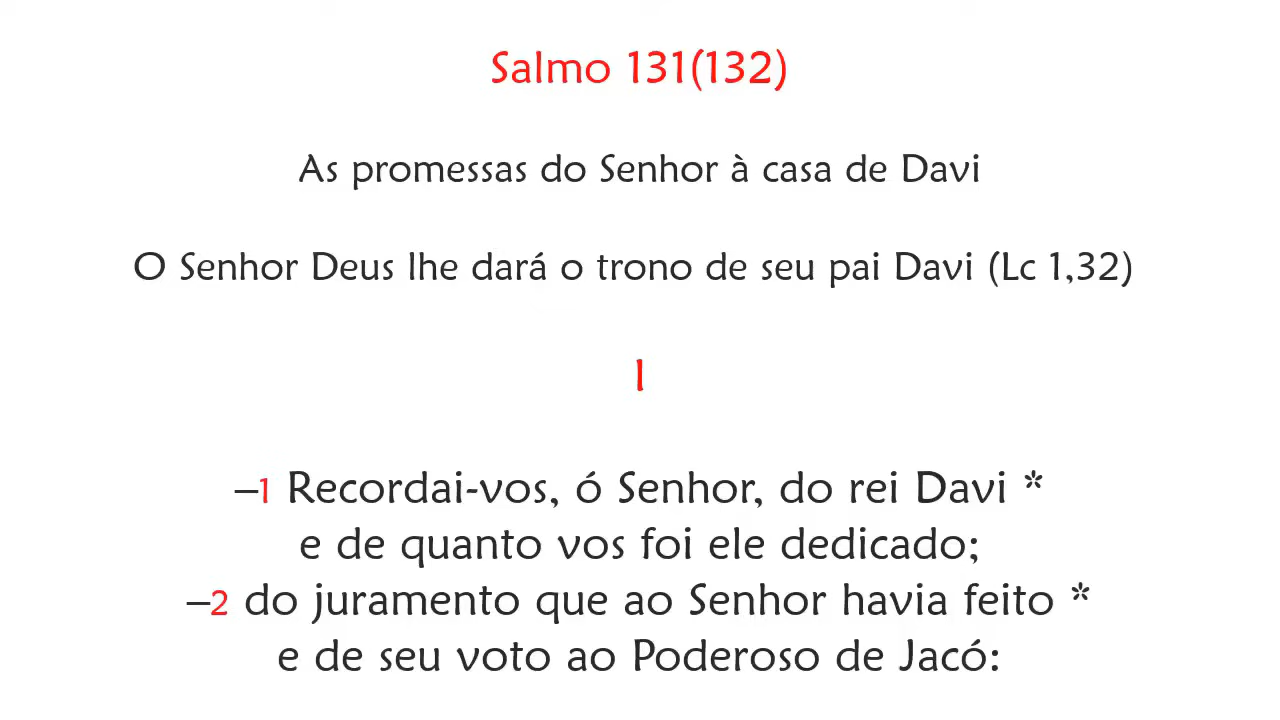 Salmo 131(132)
As promessas do Senhor à casa de Davi
O Senhor Deus lhe dará o trono de seu pai Davi (Lc 1,32)
I
–1 Recordai-vos, ó Senhor, do rei Davi *
e de quanto vos foi ele dedicado;
–2 do juramento que ao Senhor havia feito *
e de seu voto ao Poderoso de Jacó: